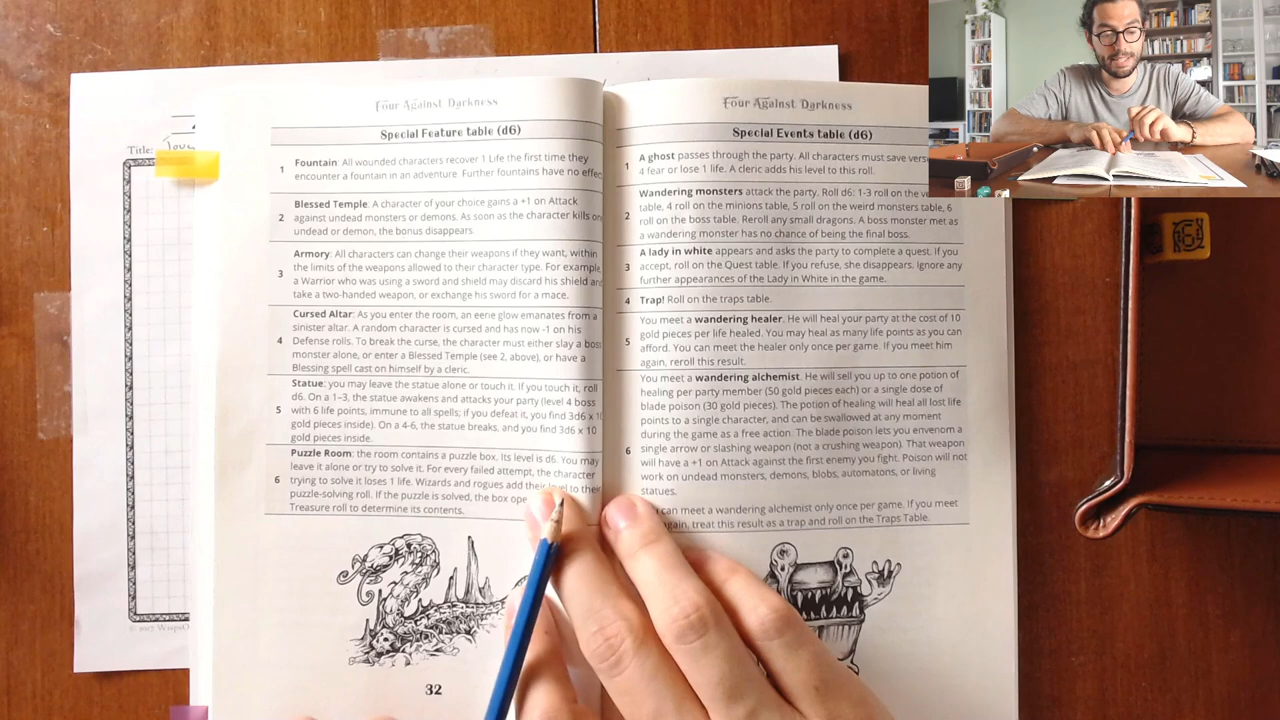 Title:
Four Against Darkness
Special Feature table (d6)
1 Fountain: All wounded characters recover 1 Life the first time they
encounter a fountain in an adventure. Further fountains have no effec
2 Blessed Temple: A character of your choice gains a +1 on Attack
against undead monsters or demons. As soon as the character kills on
undead or demon, the bonus disappears.
3 Armory: All characters can change their weapons if they want, within
the limits of the weapons allowed to their character type. For example,
a Warrior who was using a sword and shield may discard his shield an
take a two-handed weapon, or exchange his sword for a mace.
4 Cursed Altar: As you enter the room, an eerie glow emanates from a
sinister altar. A random character is cursed and has now -1 on his
Defense rolls. To break the curse, the character must either slay a boss
monster alone, or enter a Blessed Temple (see 2, above), or have a
Blessing spell cast on himself by a cleric.
5 Statue: you may leave the statue alone or touch it. If you touch it, roll
d6. On a 1–3, the statue awakens and attacks your party (level 4 boss
with 6 life points, immune to all spells; if you defeat it, you find 3d6 x 10
gold pieces inside). On a 4-6, the statue breaks, and you find 3d6 x 10
gold pieces inside.
6 Puzzle Room: the room contains a puzzle box. Its level is d6. You may
leave it alone or try to solve it. For every failed attempt, the character
trying to solve it loses 1 life. Wizards and rogues add their level to their
puzzle-solving roll. If the puzzle is solved, the box ope
Treasure roll to determine its contents.
32
Four Against Darkness
Special Events table (d6)
1 A ghost passes through the party. All characters must save vers
4 fear or lose 1 life. A cleric adds his level to this roll.
2 Wandering monsters attack the party. Roll d6: 1-3 roll on the ve
table, 4 roll on the minions table, 5 roll on the weird monsters table, 6
roll on the boss table. Reroll any small dragons. A boss monster met as
a wandering monster has no chance of being the final boss.
3 A lady in white appears and asks the party to complete a quest. If you
accept, roll on the Quest table. If you refuse, she disappears. Ignore any
further appearances of the Lady in White in the game.
4 Trap! Roll on the traps table.
5 You meet a wandering healer. He will heal your party at the cost of 10
gold pieces per life healed. You may heal as many life points as you can
afford. You can meet the healer only once per game. If you meet him
again, reroll this result.
6 You meet a wandering alchemist. He will sell you up to one potion of
healing per party member (50 gold pieces each) or a single dose of
blade poison (30 gold pieces). The potion of healing will heal all lost life
points to a single character, and can be swallowed at any moment
during the game as a free action. The blade poison lets you envenom a
single arrow or slashing weapon (not a crushing weapon). That weapon
will have a +1 on Attack against the first enemy you fight. Poison will not
work on undead monsters, demons, blobs, automatons, or living
statues.
can meet a wandering alchemist only once per game. If you meet
again, treat this result as a trap and roll on the Traps Table.